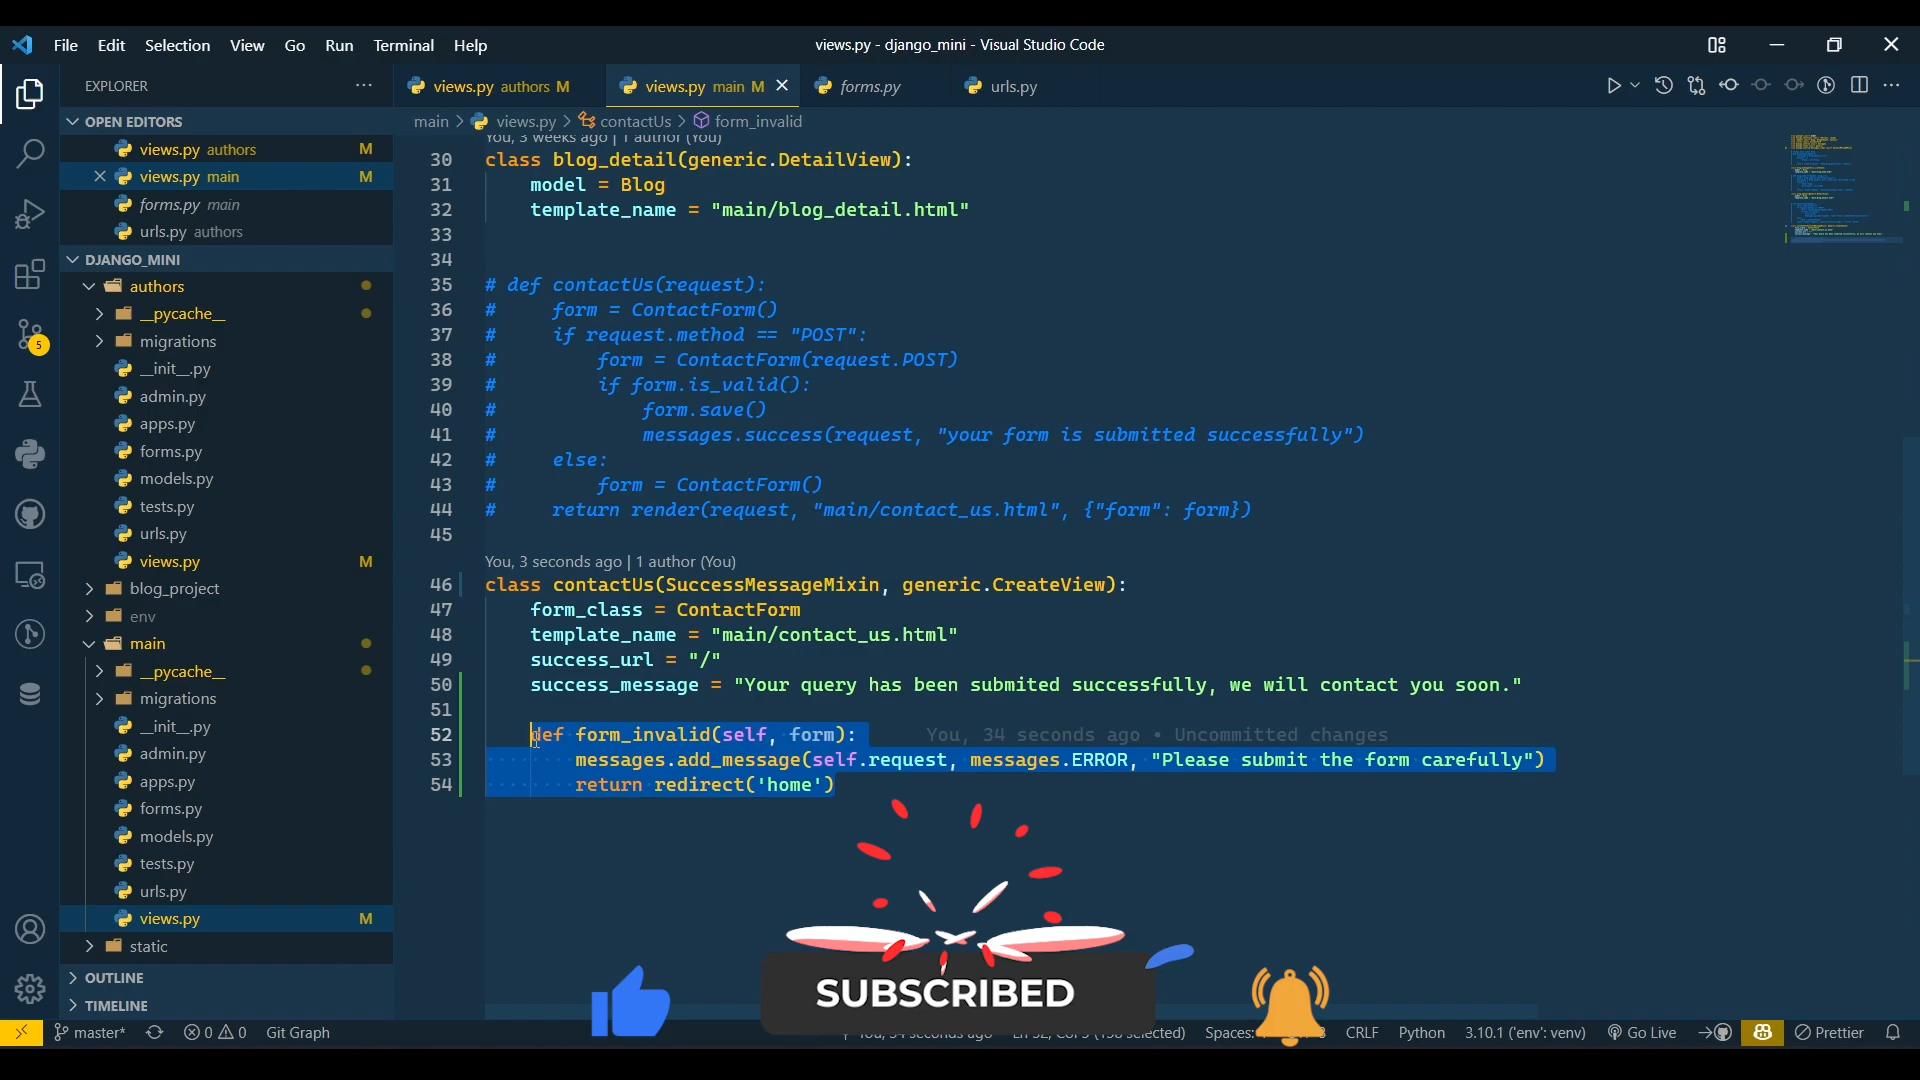 File Edit Selection View Go Run Terminal Help
views.py - django_mini - Visual Studio Code
EXPLORER
views.py authors M
views.py main M
forms.py
urls.py
OPEN EDITORS
main > views.py > contactUs > form_invalid
views.py authors M
views.py main M
forms.py main
urls.py authors
DJANGO_MINI
authors
__pycache__
migrations
__init__.py
admin.py
apps.py
forms.py
models.py
tests.py
urls.py
views.py M
blog_project
env
main
__pycache__
migrations
__init__.py
admin.py
apps.py
forms.py
models.py
tests.py
urls.py
views.py M
static
OUTLINE
TIMELINE
5
You, 3 weeks ago | 1 author (You)
30 class blog_detail(generic.DetailView):
31 model = Blog
32 template_name = "main/blog_detail.html"
33
34
35 # def contactUs(request):
36 # form = ContactForm()
37 # if request.method == "POST":
38 # form = ContactForm(request.POST)
39 # if form.is_valid():
40 # form.save()
41 # messages.success(request, "your form is submitted successfully")
42 # else:
43 # form = ContactForm()
44 # return render(request, "main/contact_us.html", {"form": form})
45
You, 3 seconds ago | 1 author (You)
46 class contactUs(SuccessMessageMixin, generic.CreateView):
47 form_class = ContactForm
48 template_name = "main/contact_us.html"
49 success_url = "/"
50 success_message = "Your query has been submited successfully, we will contact you soon."
51
52 def form_invalid(self, form): You, 34 seconds ago • Uncommitted changes
53 messages.add_message(self.request, messages.ERROR, "Please submit the form carefully")
54 return redirect('home')
SUBSCRIBED
master* 0 0 Git Graph
Spaces: CRLF Python 3.10.1 ('env': venv) Go Live Prettier